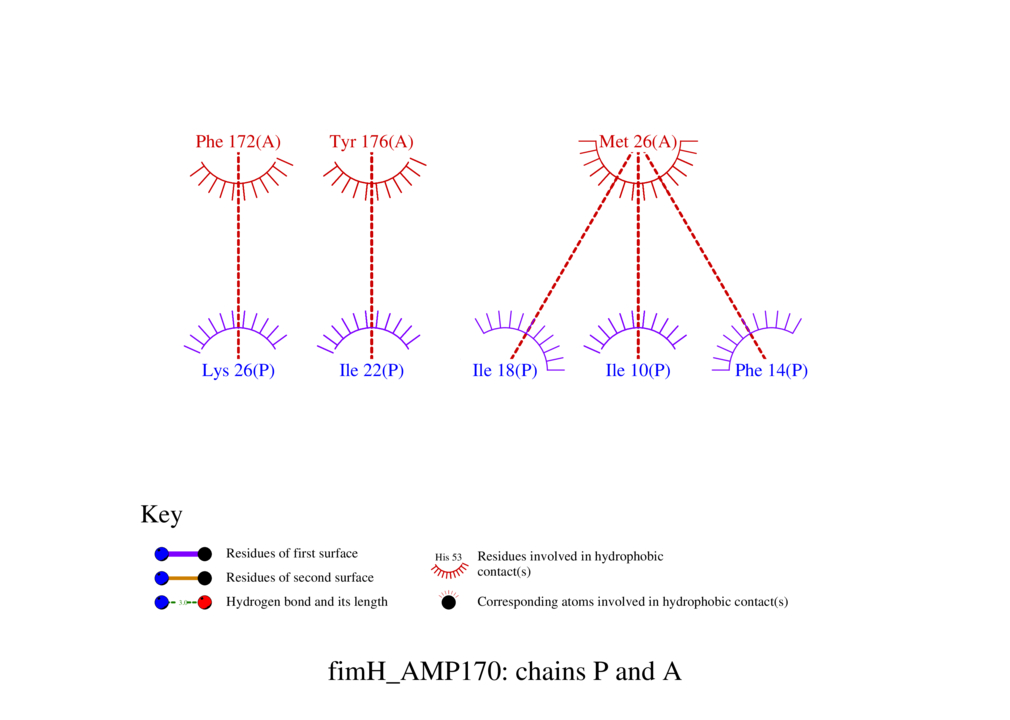 Phe 172(A) Tyr 176(A) Met 26(A)
Lys 26(P) Ile 22(P) Ile 18(P) Ile 10(P) Phe 14(P)
Key
Residues of first surface
Residues of second surface
3.0 Hydrogen bond and its length
His 53 Residues involved in hydrophobic
contact(s)
Corresponding atoms involved in hydrophobic contact(s)
fimH_AMP170: chains P and A